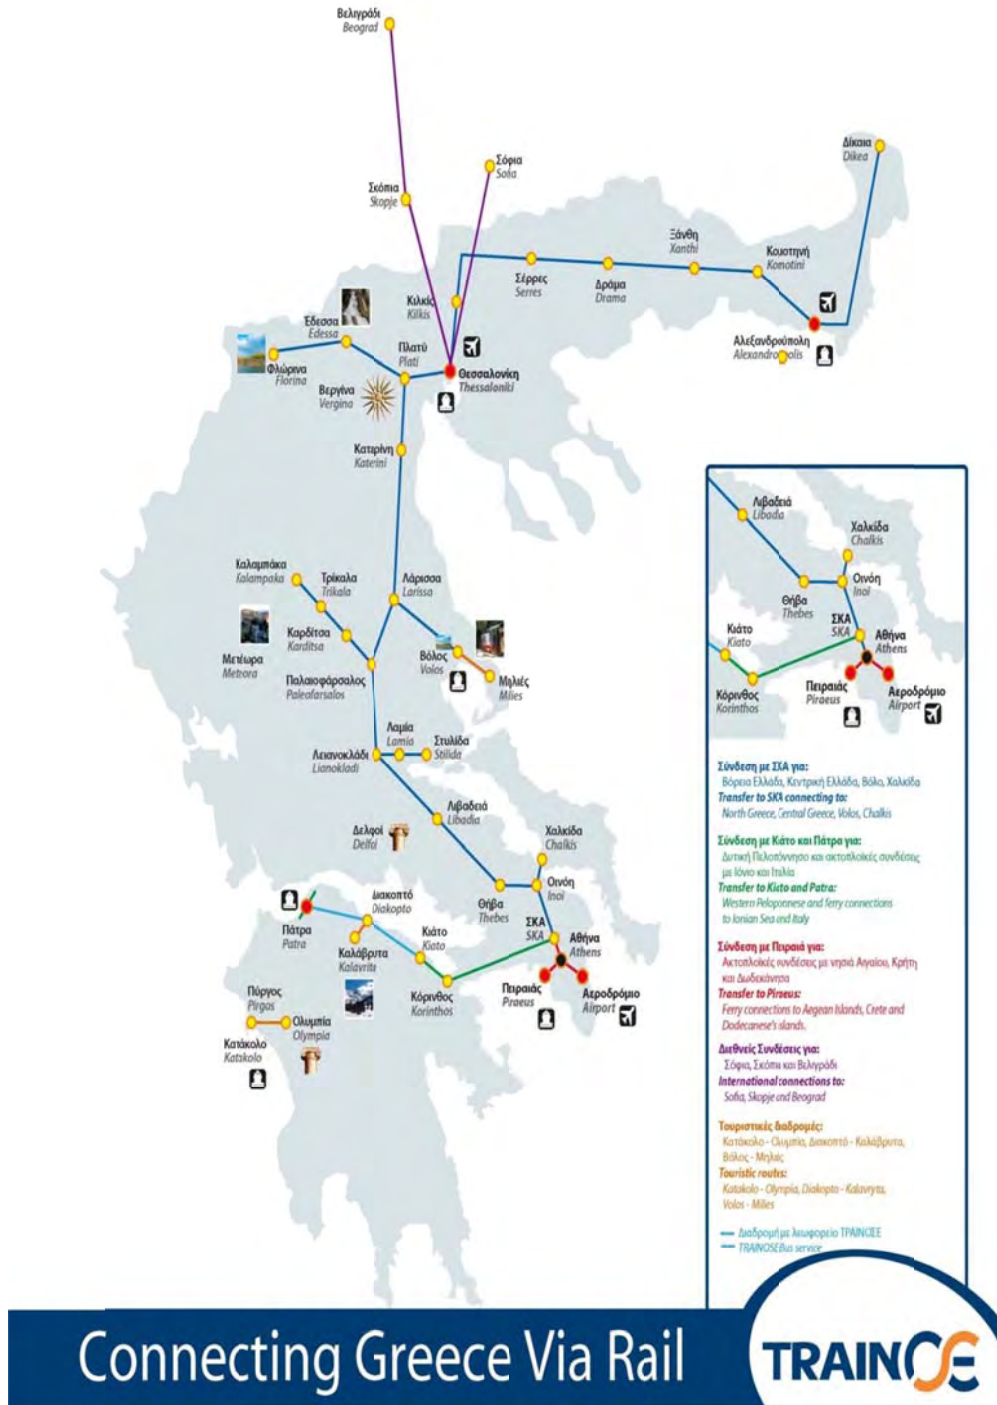 Βελιγράδι
Beograd
Σόφια
Sofia
Δίκαια
Dikea
Σκόπια
Skopje
Ξάνθη
Xanthi
Κομοτηνή
Komotini
Σέρρες
Serres
Δράμα
Drama
Κιλκίς
Kilkis
Έδεσσα
Edessa
Πλατύ
Plati
Αλεξανδρούπολη
Φλώρινα
Florina
Θεσσαλονίκη
Thessaloniki
Βεργίνα
Vergina
Κατερίνη
Katerini
Καλαμπάκα
Kalampaka
Τρίκαλα
Trikala
Λάρισσα
Larissa
Καρδίτσα
Karditsa
Μετέωρα
Meteora
Βόλος
Volos
Μηλιές
Milies
Παλαιοφάρσαλος
Paleofarsalos
Λαμία
Lamia
Στυλίδα
Stilida
Λειανοκλάδι
Lianokladi
Λιβαδειά
Libadia
Δελφοί
Delfoi
Χαλκίδα
Chalkis
Οινόη
Inoi
Θήβα
Thebes
Διακοπτό
Diakopto
Πάτρα
Patra
Καλάβρυτα
Kalavrita
Κιάτο
Kiato
ΣΚΑ
SKA
Αθήνα
Athens
Κόρινθος
Korinthos
Πειραιάς
Piraeus
Αεροδρόμιο
Airport
Πύργος
Pirgos
Ολυμπία
Olympia
Κατάκολο
Katakolo
Λιβαδειά
Libadia
Χαλκίδα
Chalkis
Οινόη
Inoi
Θήβα
Thebes
ΣΚΑ
SKA
Κιάτο
Kiato
Αθήνα
Athens
Κόρινθος
Korinthos
Πειραιάς
Piraeus
Αεροδρόμιο
Airport
Σύνδεση με ΣΚΑ για:
Βόρεια Ελλάδα, Κεντρική Ελλάδα, Βόλο, Χαλκίδα
Transfer to SKA connecting to:
North Greece, Central Greece, Volos, Chalkis
Σύνδεση με Κάτο και Πάτρα για:
Δυτική Πελοπόννησο και ακτοπλοϊκές συνδέσεις
με Ιόνιο και Ιταλία
Transfer to Kiato and Patra:
Western Peloponnese and ferry connections
to Ionian Sea and Italy
Σύνδεση με Πειραιά για:
Ακτοπλοϊκές συνδέσεις με νησιά Αιγαίου, Κρήτη
και Δωδεκάνησα
Transfer to Piraeus:
Ferry connections to Aegean Islands, Crete and
Dodecanese's islands.
Διεθνείς Συνδέσεις για:
Σόφια, Σκόπια και Βελιγράδι
International connections to:
Sofia, Skopje and Beograd
Τουριστικές διαδρομές:
Κατάκολο - Ολυμπία, Διακοπτό - Καλάβρυτα,
Βόλος - Μηλιές
Touristic routes:
Katakolo - Olympia, Diakopto - Kalavryta,
Volos - Milies
Διαδρομή με λεωφορείο ΤΡΑΙΝΟΣΕ
TRAINOSE Bus service
Connecting Greece Via Rail
TRAINOSE